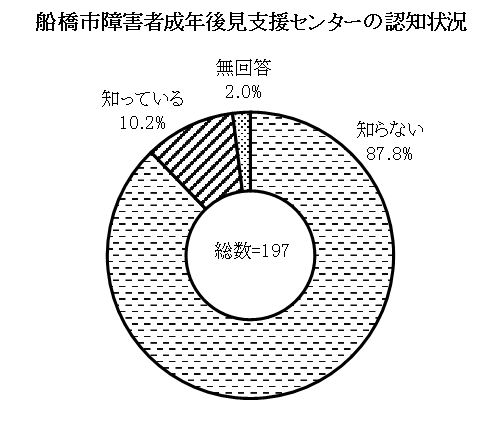 船橋市障害者成年後見支援センターの認知状況
無回答
2.0%
知っている
10.2%
知らない
87.8%
総数=197